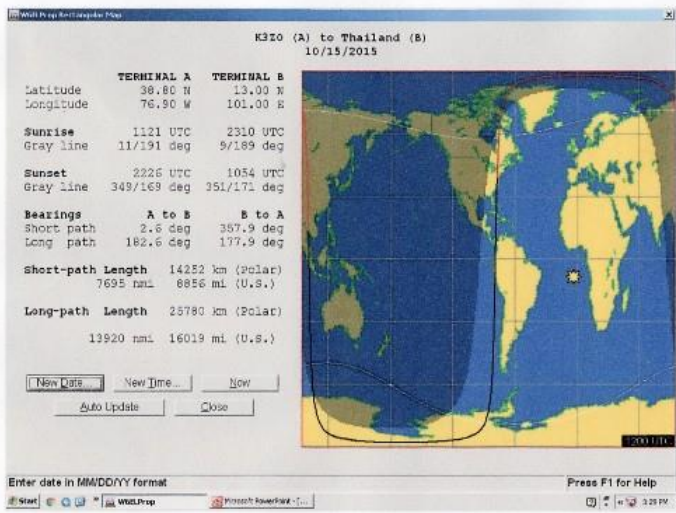 W6ELProp Rectangular Map
K3ZO (A) to Thailand (B)
10/15/2015
TERMINAL A TERMINAL B
Latitude 38.80 N 13.00 N
Longitude 76.90 W 101.00 E
Sunrise 1121 UTC 2310 UTC
Gray line 11/191 deg 9/189 deg
Sunset 2226 UTC 1054 UTC
Gray line 349/169 deg 351/171 deg
Bearings A to B B to A
Short path 2.6 deg 357.9 deg
Long path 182.6 deg 177.9 deg
Short-path Length 14252 km (Polar)
7695 nmi 8856 mi (U.S.)
Long-path Length 25780 km (Polar)
13920 nmi 16019 mi (U.S.)
New Date... New Time... Now
Auto Update Close
1200 UTC
Enter date in MM/DD/YY format Press F1 for Help
Start W6ELProp Microsoft PowerPoint - [... 3:25 PM